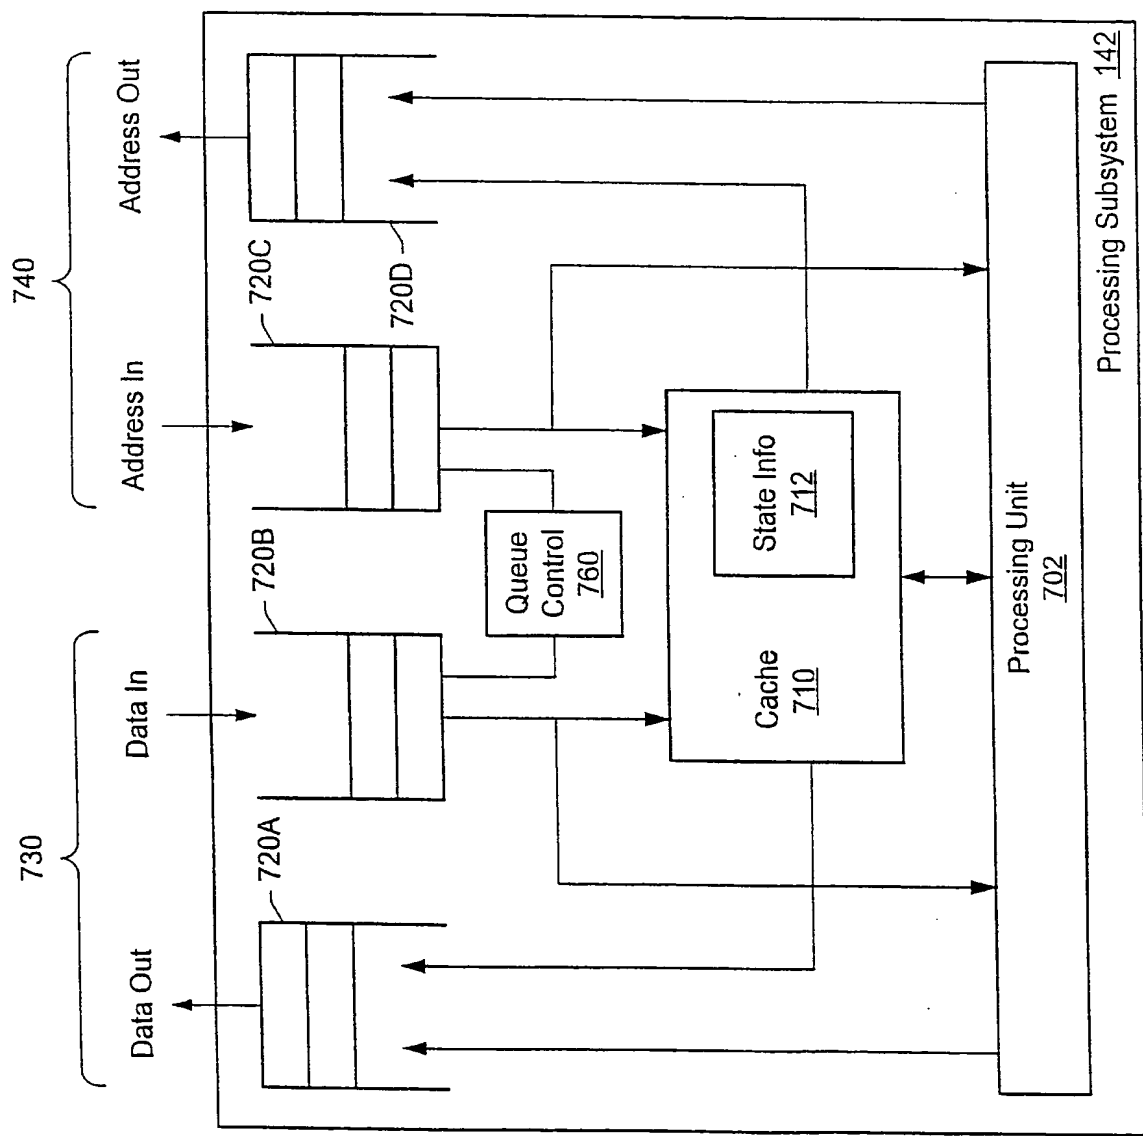 730
740
Data Out
Data In
Address In
Address Out
720A
720B
720C
720D
Queue
Control
760
Cache
710
State Info
712
Processing Unit
702
Processing Subsystem 142